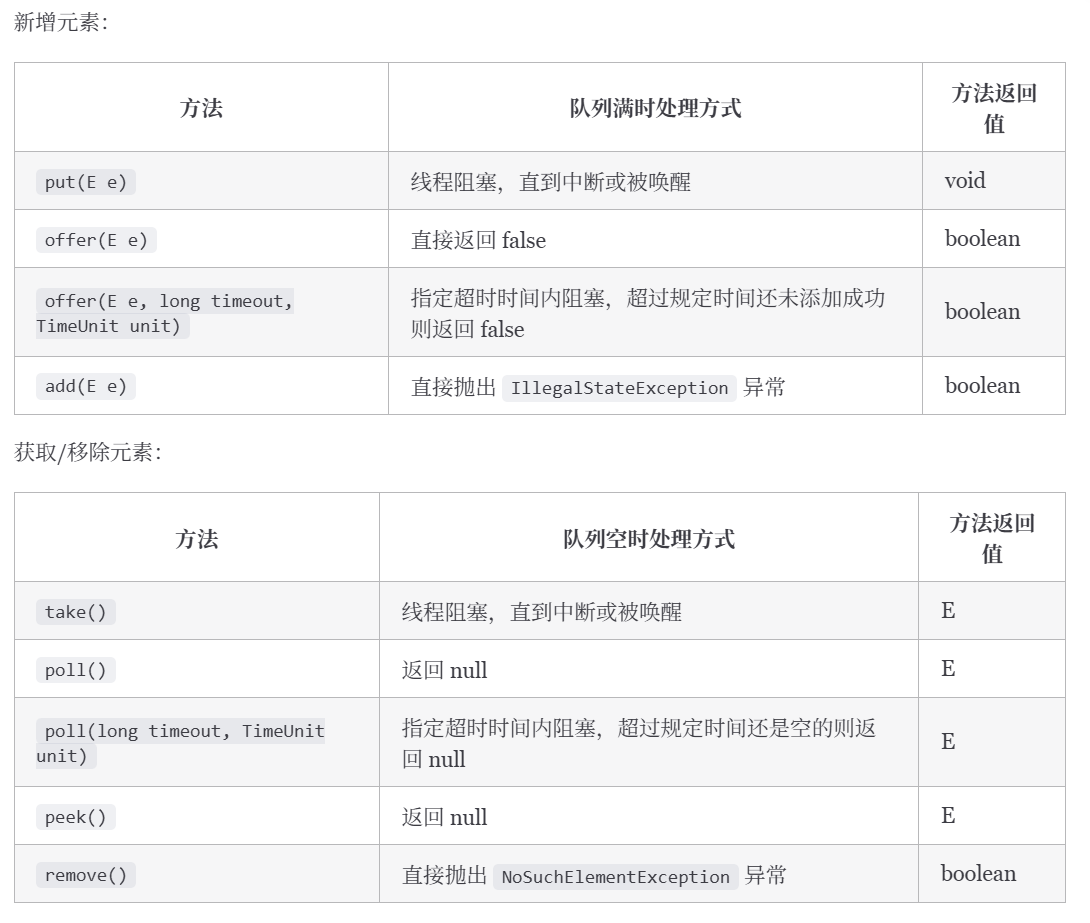 新增元素：
方法 队列满时处理方式 方法返回
值
put(E e) 线程阻塞，直到中断或被唤醒 void
offer(E e) 直接返回 false boolean
offer(E e, long timeout,
TimeUnit unit)
指定超时时间内阻塞，超过规定时间还未添加成功
则返回 false
boolean
add(E e) 直接抛出 IllegalStateException 异常 boolean
获取/移除元素：
方法 队列空时处理方式 方法返回
值
take() 线程阻塞，直到中断或被唤醒 E
poll() 返回 null E
poll(long timeout, TimeUnit
unit)
指定超时时间内阻塞，超过规定时间还是空的则返
回 null
E
peek() 返回 null E
remove() 直接抛出 NoSuchElementException 异常 boolean